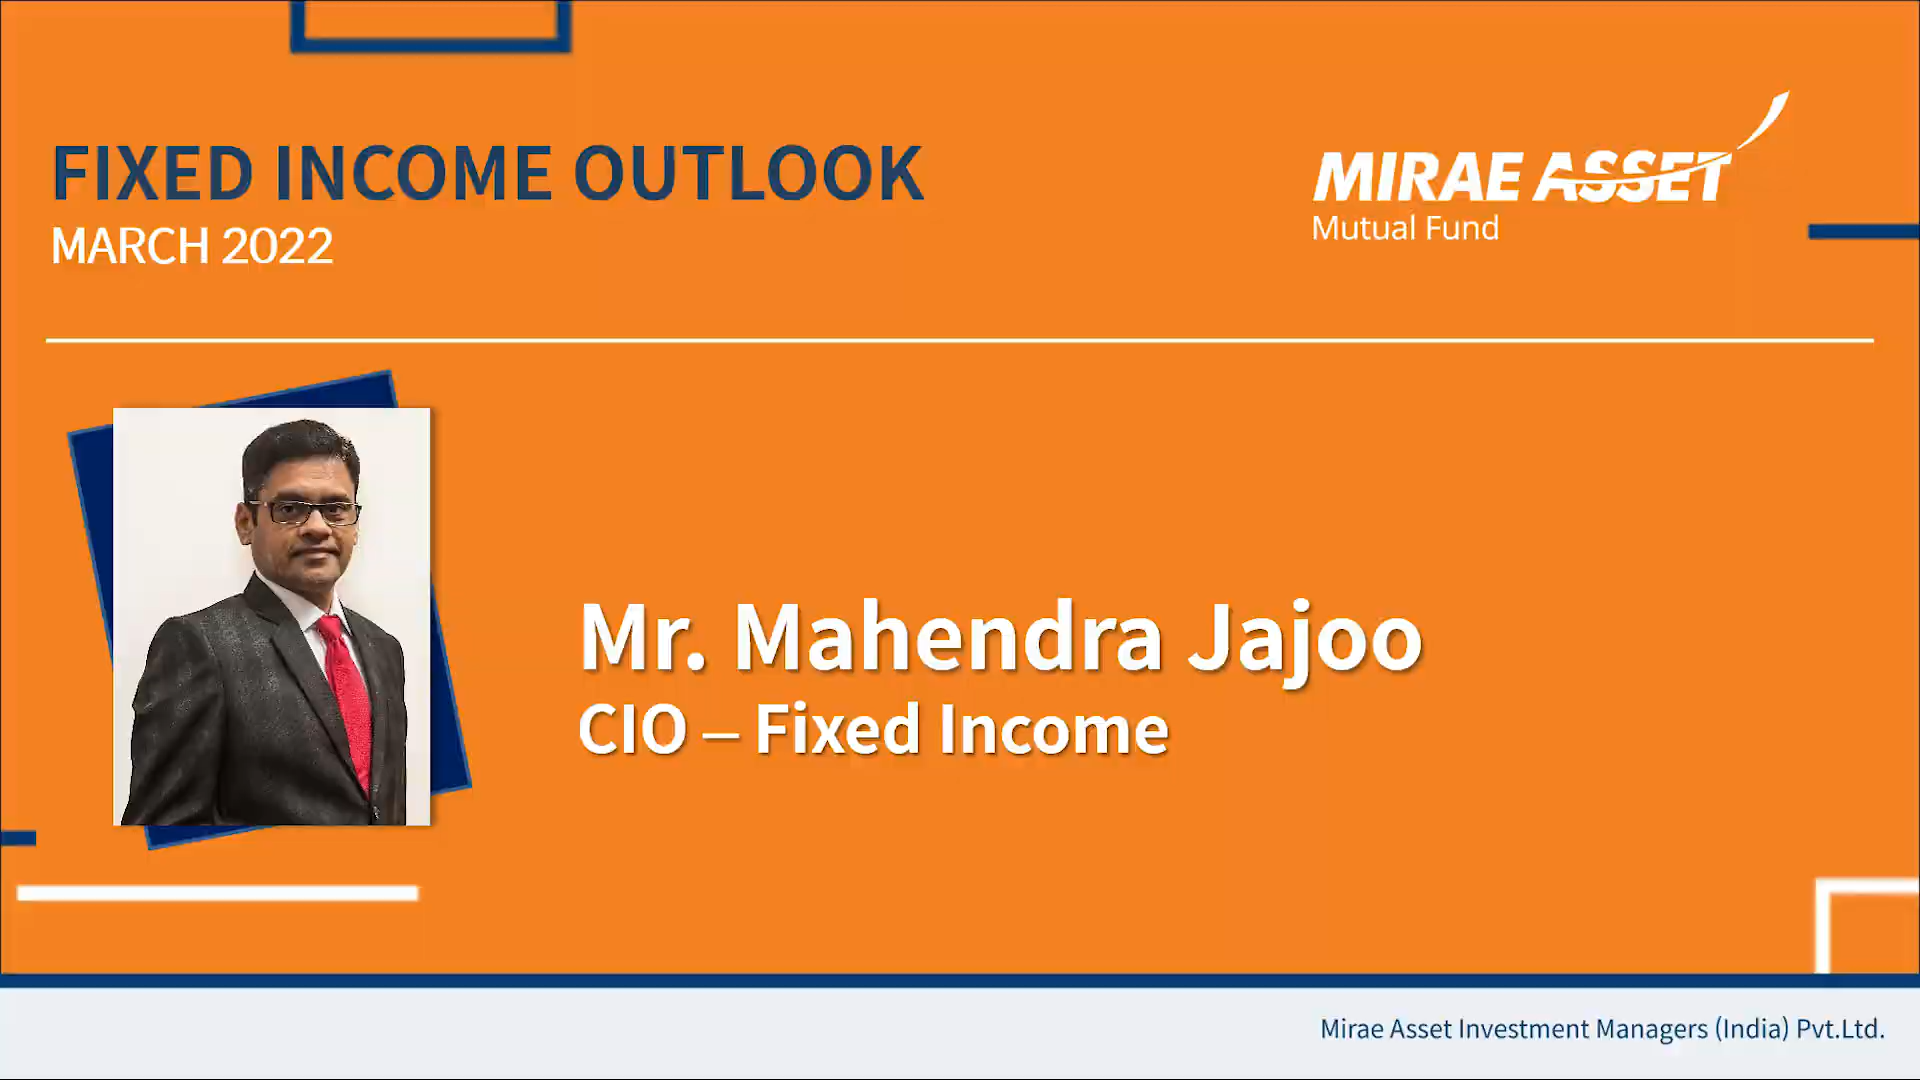 FIXED INCOME OUTLOOK
MARCH 2022
MIRAE ASSET
Mutual Fund
Mr. Mahendra Jajoo
CIO – Fixed Income
Mirae Asset Investment Managers (India) Pvt.Ltd.